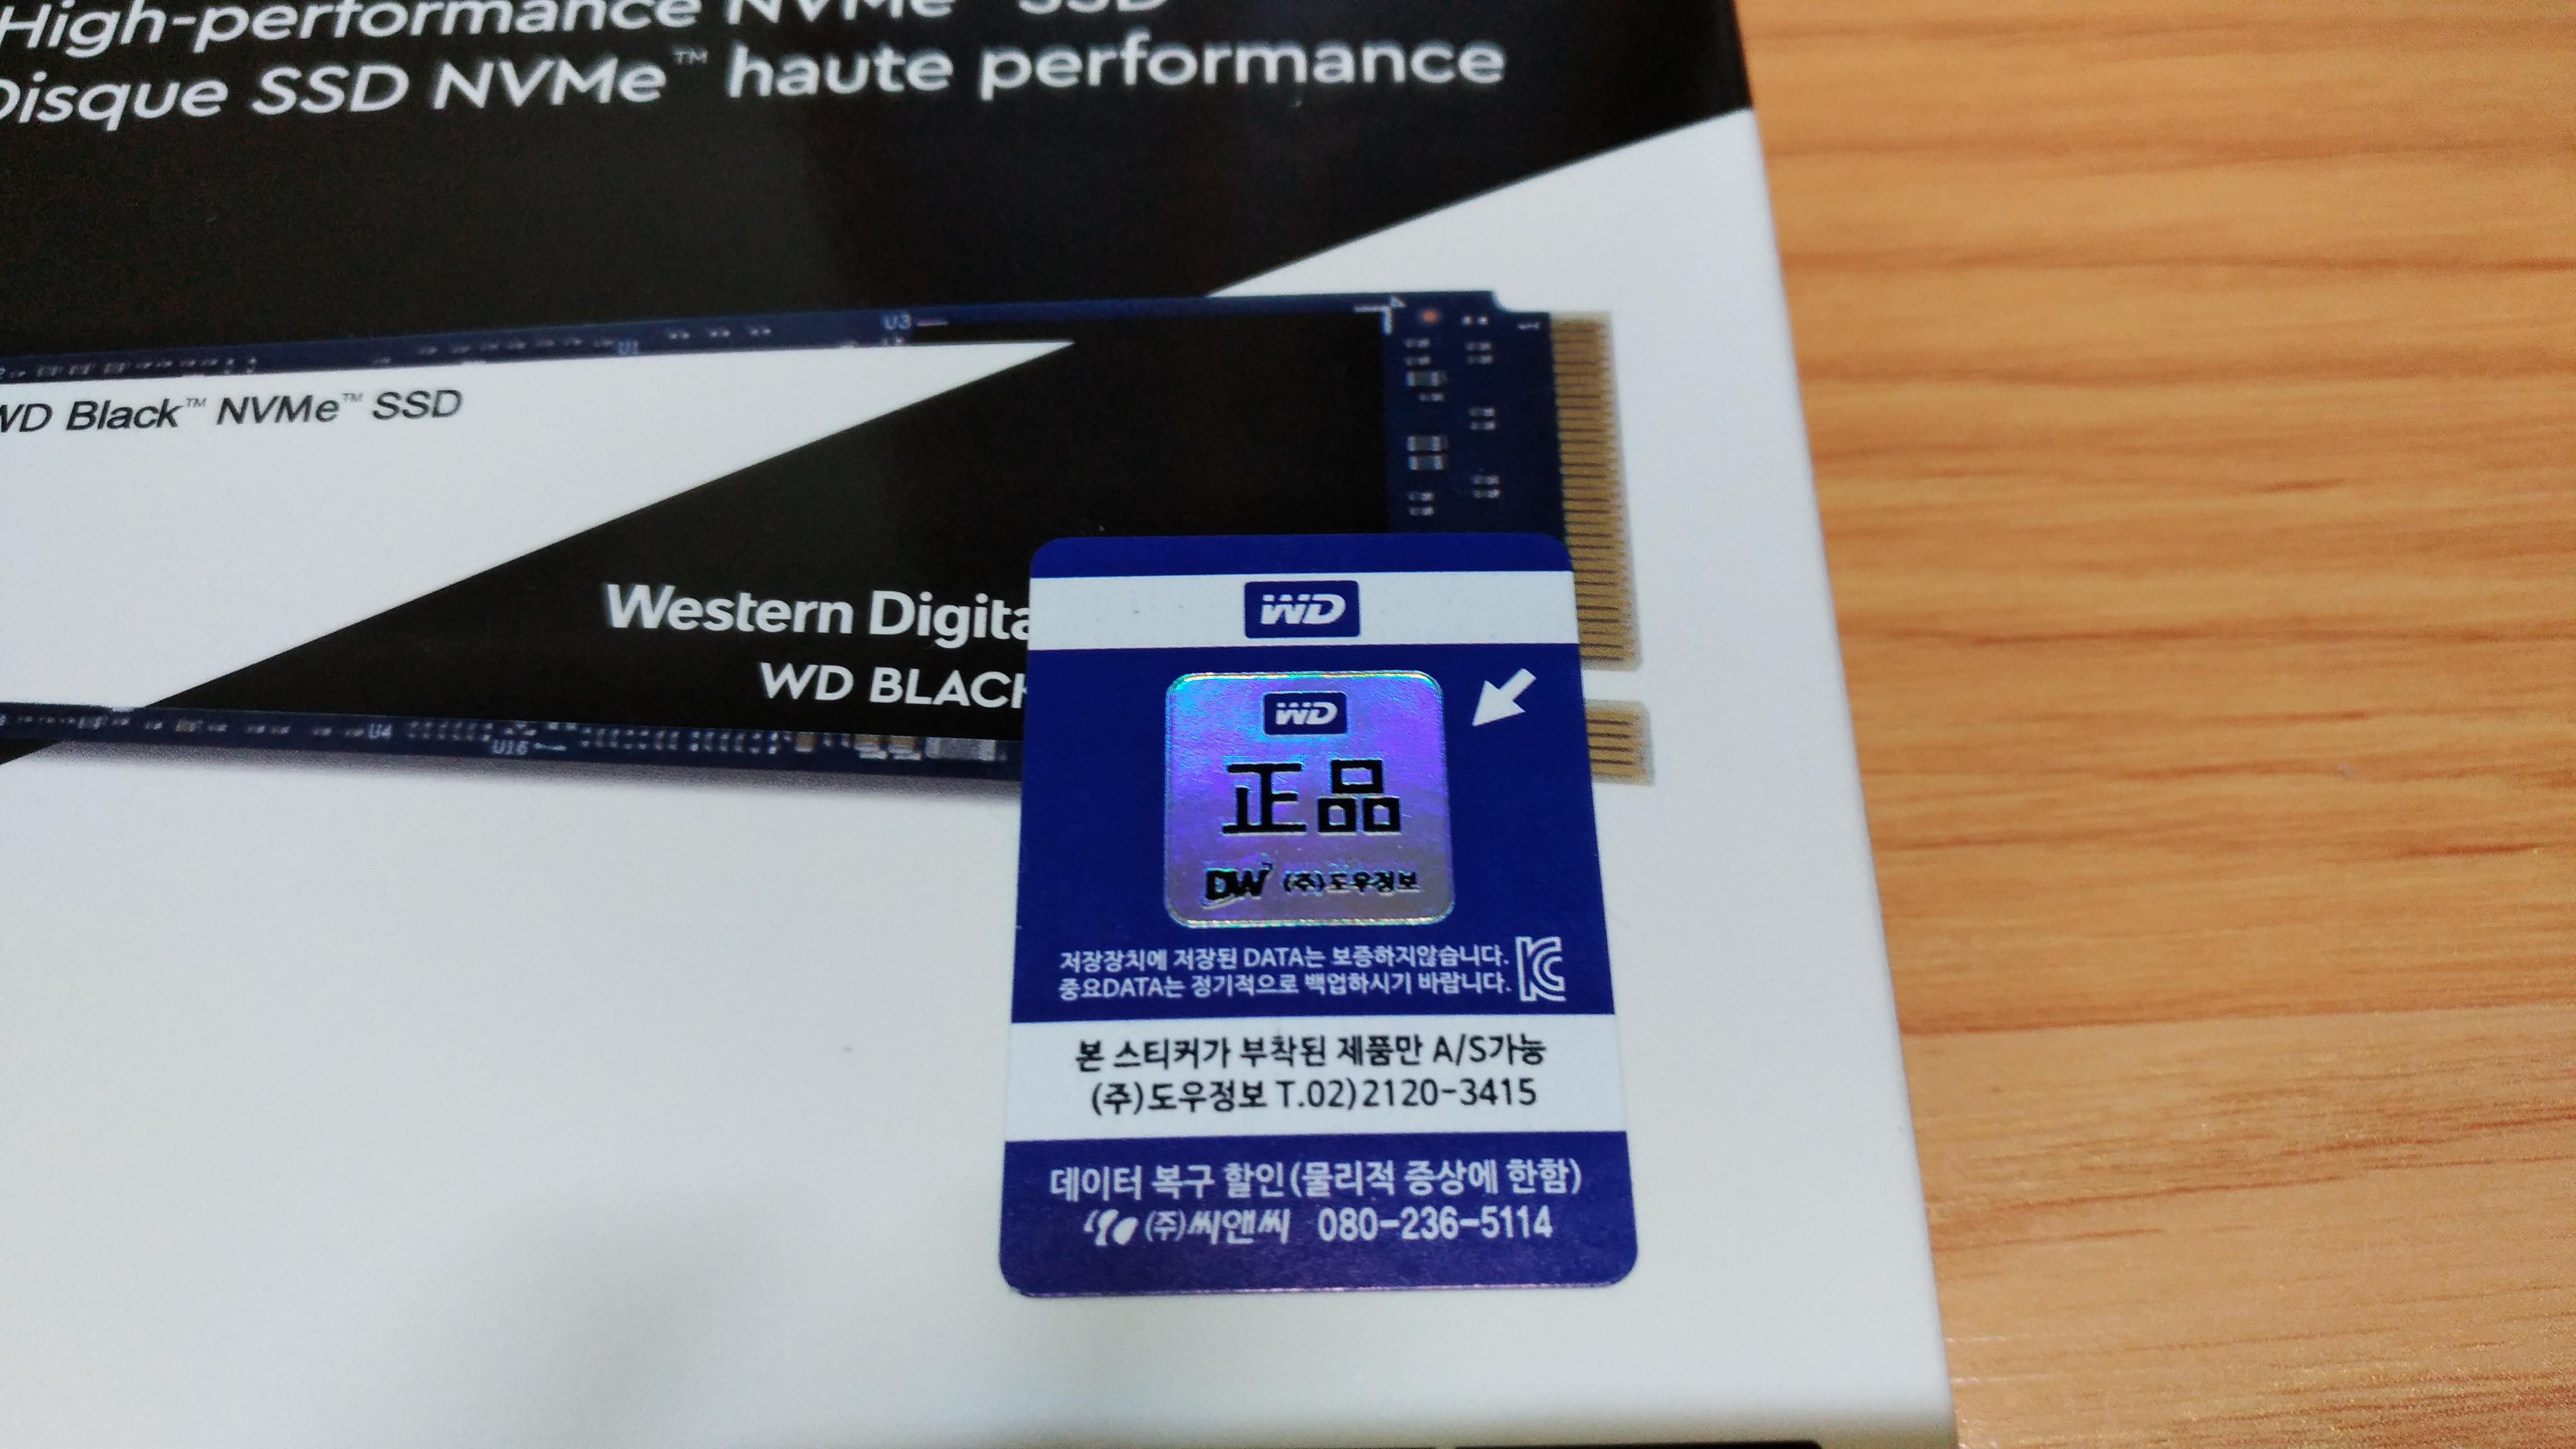 High-performance NVMe™ SSD
Disque SSD NVMe™ haute performance
U3
U1
WD Black™ NVMe™ SSD
Western Digita
WD BLACK
U4
U16
WD
WD
正品
DW (주)도우정보
저장장치에 저장된 DATA는 보증하지않습니다.
중요DATA는 정기적으로 백업하시기 바랍니다.
본 스티커가 부착된 제품만 A/S가능
(주)도우정보 T.02)2120-3415
데이터 복구 할인(물리적 증상에 한함)
(주)씨앤씨 080-236-5114